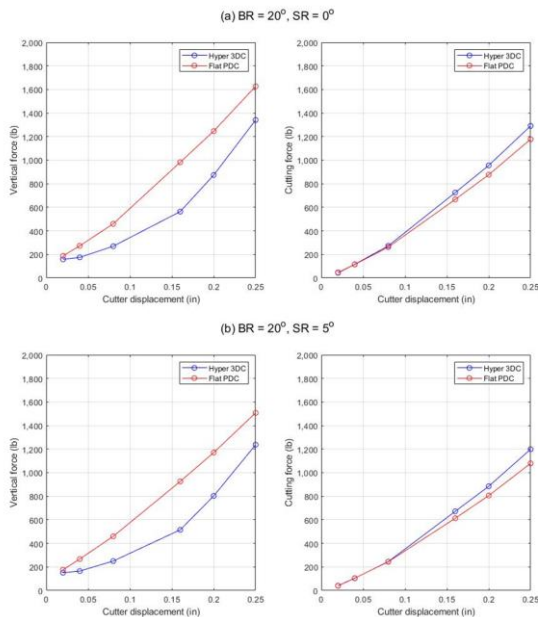 (a) BR = 20°, SR = 0°
2,000
1,800
1,600
1,400
1,200
1,000
800
600
400
200
0
Vertical force (lb)
Hyper 3DC
Flat PDC
0 0.05 0.1 0.15 0.2 0.25
Cutter displacement (in)
2,000
1,800
1,600
1,400
1,200
1,000
800
600
400
200
0
Cutting force (lb)
Hyper 3DC
Flat PDC
0 0.05 0.1 0.15 0.2 0.25
Cutter displacement (in)
(b) BR = 20°, SR = 5°
2,000
1,800
1,600
1,400
1,200
1,000
800
600
400
200
0
Vertical force (lb)
Hyper 3DC
Flat PDC
0 0.05 0.1 0.15 0.2 0.25
Cutter displacement (in)
2,000
1,800
1,600
1,400
1,200
1,000
800
600
400
200
0
Cutting force (lb)
Hyper 3DC
Flat PDC
0 0.05 0.1 0.15 0.2 0.25
Cutter displacement (in)